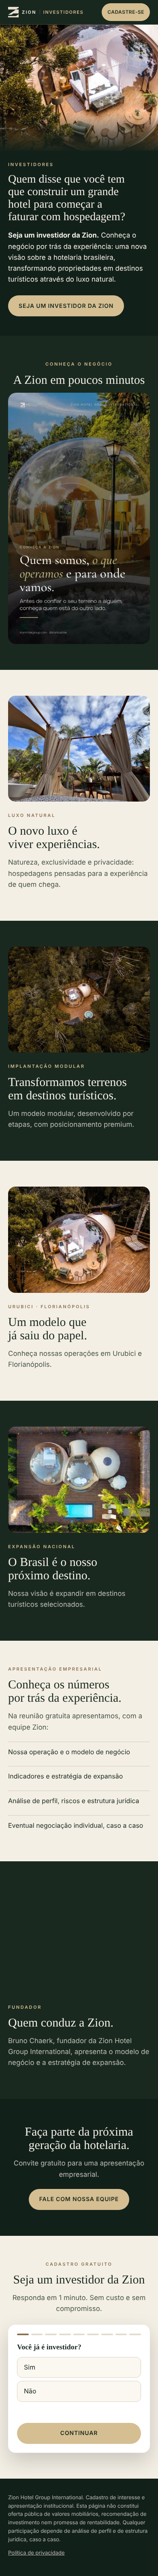 ZION INVESTIDORES
CADASTRE-SE
INVESTIDORES
Quem disse que você tem
que construir um grande
hotel para começar a
faturar com hospedagem?
Seja um investidor da Zion. Conheça o
negócio por trás da experiência: uma nova
visão sobre a hotelaria brasileira,
transformando propriedades em destinos
turísticos através do luxo natural.
SEJA UM INVESTIDOR DA ZION
CONHEÇA O NEGÓCIO
A Zion em poucos minutos
Quem somos, o que
operamos e para onde
vamos.
Antes de confiar o seu terreno a alguém,
conheça quem está do outro lado.
LUXO NATURAL
O novo luxo é
viver experiências.
Natureza, exclusividade e privacidade:
hospedagens pensadas para a experiência
de quem chega.
IMPLANTAÇÃO MODULAR
Transformamos terrenos
em destinos turísticos.
Um modelo modular, desenvolvido por
etapas, com posicionamento premium.
URUBICI · FLORIANÓPOLIS
Um modelo que
já saiu do papel.
Conheça nossas operações em Urubici e
Florianópolis.
EXPANSÃO NACIONAL
O Brasil é o nosso
próximo destino.
Nossa visão é expandir em destinos
turísticos selecionados.
APRESENTAÇÃO EMPRESARIAL
Conheça os números
por trás da experiência.
Na reunião gratuita apresentamos, com a
equipe Zion:
Nossa operação e o modelo de negócio
Indicadores e estratégia de expansão
Análise de perfil, riscos e estrutura jurídica
Eventual negociação individual, caso a caso
FUNDADOR
Quem conduz a Zion.
Bruno Chaerk, fundador da Zion Hotel
Group International, apresenta o modelo de
negócio e a estratégia de expansão.
Faça parte da próxima
geração da hotelaria.
Convite gratuito para uma apresentação
empresarial.
FALE COM NOSSA EQUIPE
CADASTRO GRATUITO
Seja um investidor da Zion
Responda em 1 minuto. Sem custo e sem
compromisso.
Você já é investidor?
Sim
Não
CONTINUAR
Zion Hotel Group International. Cadastro de interesse e
apresentação institucional. Esta página não constitui
oferta pública de valores mobiliários, recomendação de
investimento nem promessa de rentabilidade. Qualquer
participação depende de análise de perfil e de estrutura
jurídica, caso a caso.
Política de privacidade